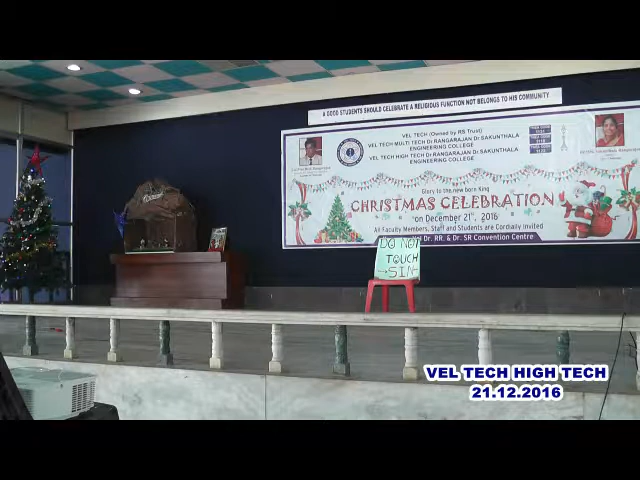 A GOOD STUDENTS SHOULD CELEBRATE A RELIGIOUS FUNCTION NOT BELONGS TO HIS COMMUNITY
VEL TECH (Owned by RS Trust)
VEL TECH MULTI TECH Dr.RANGARAJAN Dr.SAKUNTHALA
ENGINEERING COLLEGE
VEL TECH HIGH TECH Dr.RANGARAJAN Dr.SAKUNTHALA
ENGINEERING COLLEGE
Glory to the new born King
CHRISTMAS CELEBRATION
on December 21st, 2016
All Faculty Members, Staff and Students are Cordially Invited
Dr. RR. & Dr. SR Convention Centre
DO NOT
TOUCH
-SIN-
VEL TECH HIGH TECH
21.12.2016